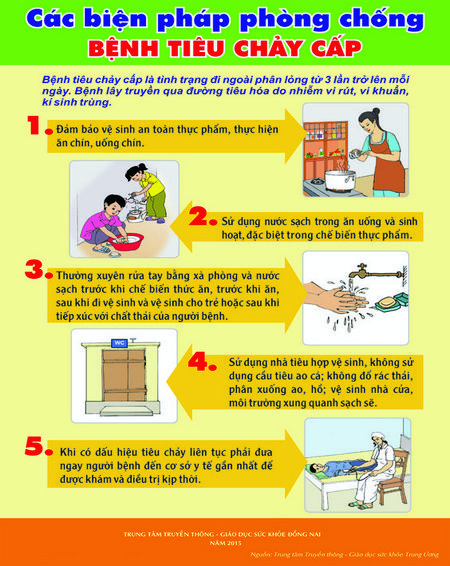 Các biện pháp phòng chống
BỆNH TIÊU CHẢY CẤP
Bệnh tiêu chảy cấp là tình trạng đi ngoài phân lỏng từ 3 lần trở lên mỗi
ngày. Bệnh lây truyền qua đường tiêu hóa do nhiễm vi rút, vi khuẩn,
kí sinh trùng.
1. Đảm bảo vệ sinh an toàn thực phẩm, thực hiện
ăn chín, uống chín.
2. Sử dụng nước sạch trong ăn uống và sinh
hoạt, đặc biệt trong chế biến thực phẩm.
3. Thường xuyên rửa tay bằng xà phòng và nước
sạch trước khi chế biến thức ăn, trước khi ăn,
sau khi đi vệ sinh và vệ sinh cho trẻ hoặc sau khi
tiếp xúc với chất thải của người bệnh.
WC
4. Sử dụng nhà tiêu hợp vệ sinh, không sử
dụng cầu tiêu ao cá; không đổ rác thải,
phân xuống ao, hồ; vệ sinh nhà cửa,
môi trường xung quanh sạch sẽ.
5. Khi có dấu hiệu tiêu chảy liên tục phải đưa
ngay người bệnh đến cơ sở y tế gần nhất để
được khám và điều trị kịp thời.
TRUNG TÂM TRUYỀN THÔNG - GIÁO DỤC SỨC KHỎE ĐỒNG NAI
NĂM 2015
Nguồn: Trung tâm Truyền thông - Giáo dục sức khỏe Trung Ương